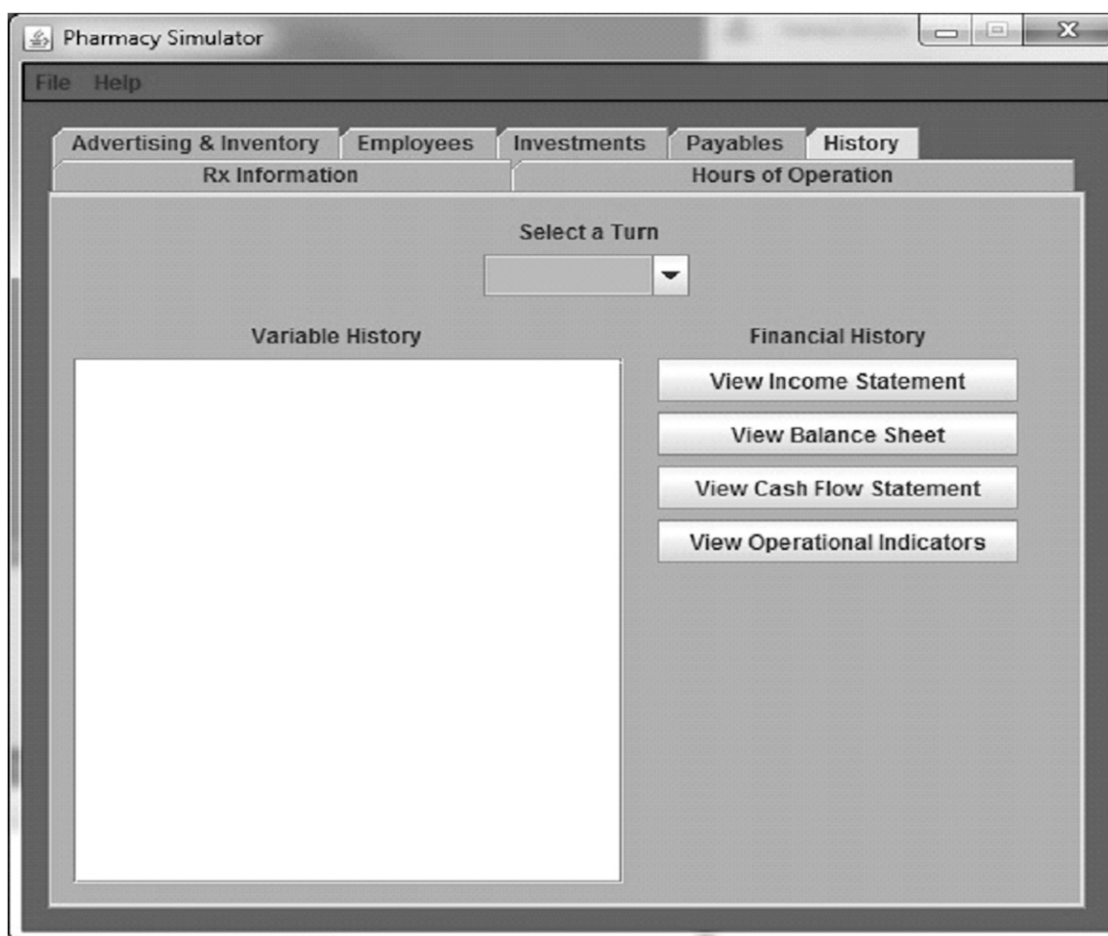 Pharmacy Simulator
File Help
Advertising & Inventory Employees Investments Payables History
Rx Information Hours of Operation
Select a Turn
Variable History Financial History
View Income Statement
View Balance Sheet
View Cash Flow Statement
View Operational Indicators